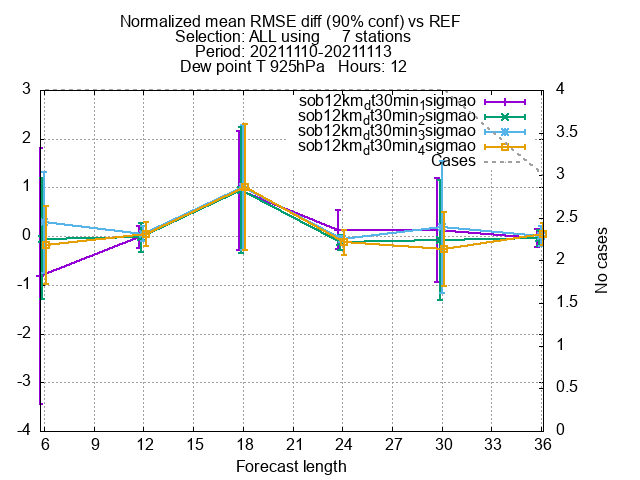 Normalized mean RMSE diff (90% conf) vs REF
Selection: ALL using     7 stations
Period: 20211110-20211113
Dew point T 925hPa   Hours: 12
sob12km_dt30min_1sigmao
sob12km_dt30min_2sigmao
sob12km_dt30min_3sigmao
sob12km_dt30min_4sigmao
Cases
3
2
1
0
-1
-2
-3
-4
4
3.5
3
2.5
2
1.5
1
0.5
0
No cases
6 9 12 15 18 21 24 27 30 33 36
Forecast length